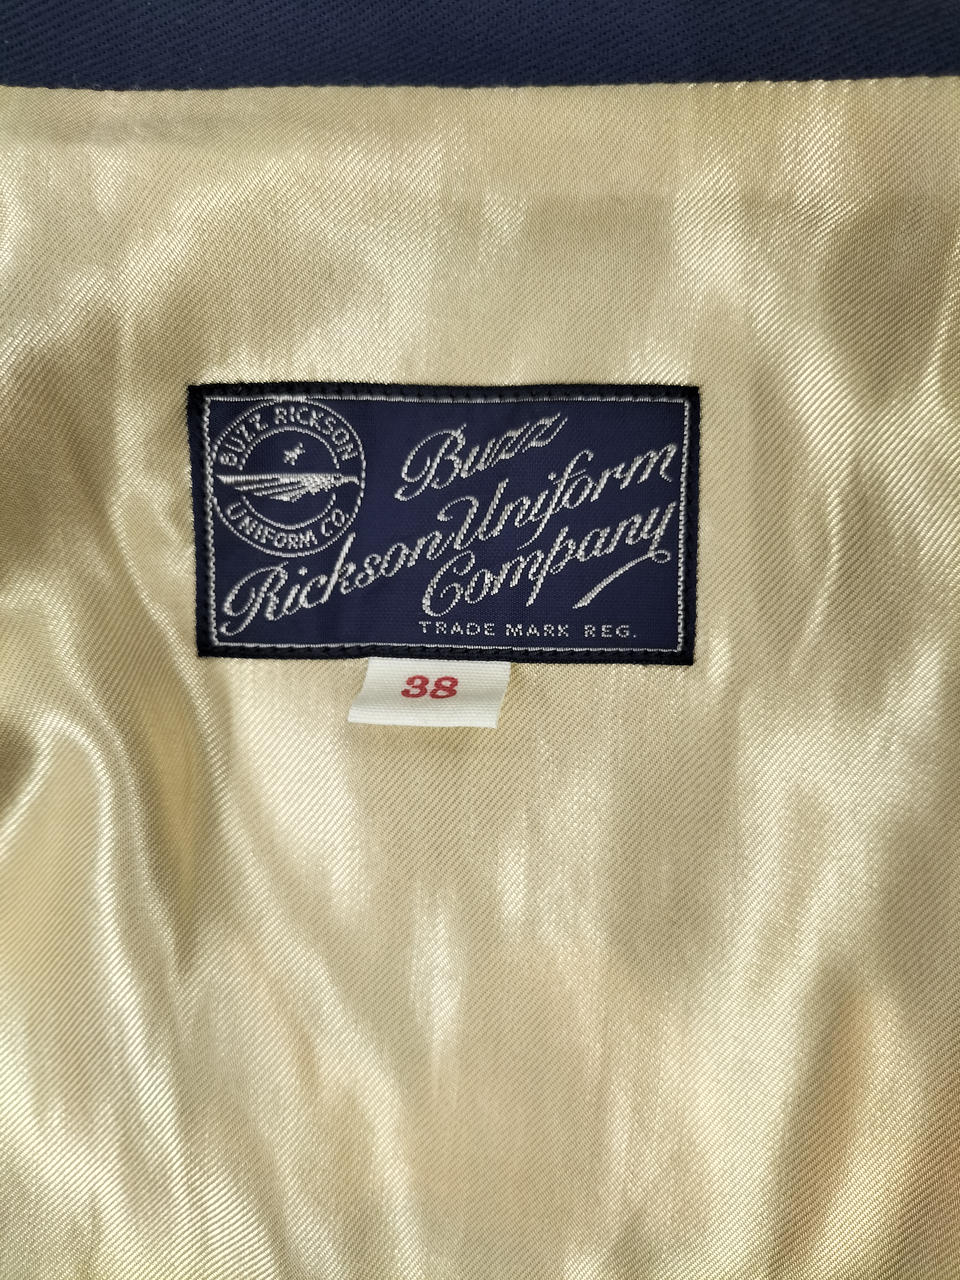 BUZZ RICKSON
UNIFORM CO.
Buzz
Rickson Uniform
Company
TRADE MARK REG.
38